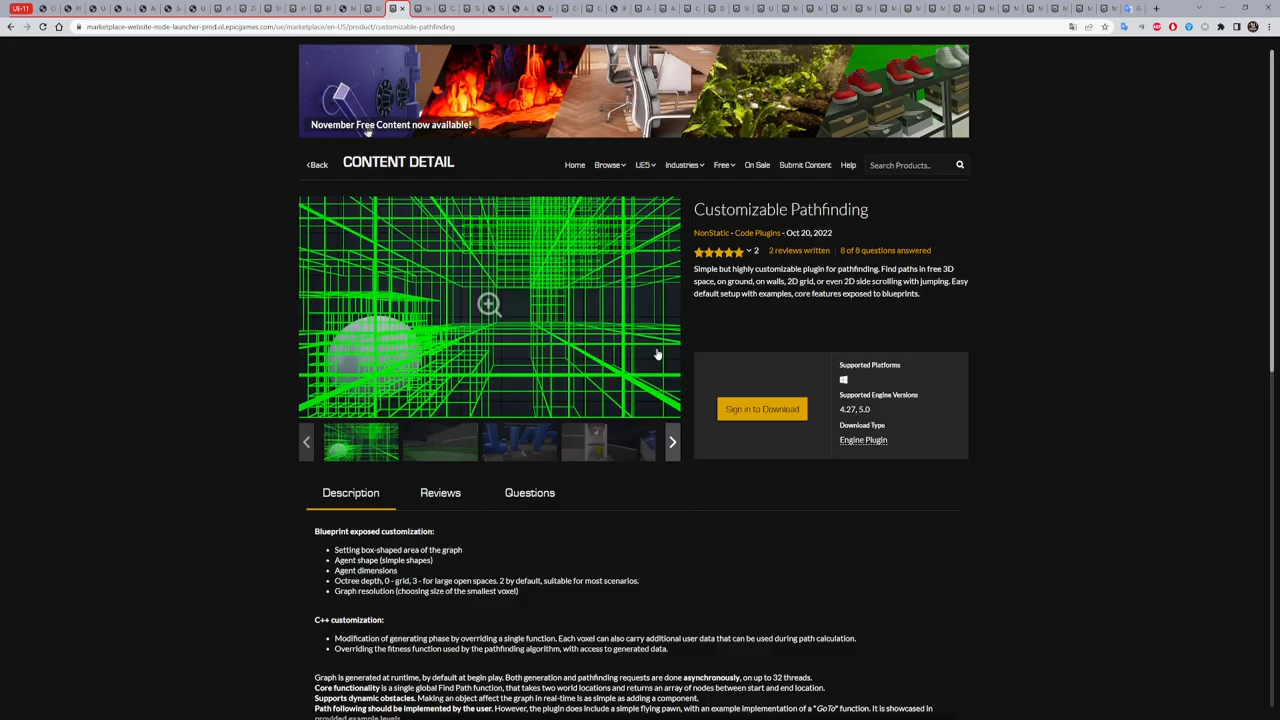 UE-11
marketplace-website-node-launcher-prod.ol.epicgames.com/ue/marketplace/en-US/product/customizable-pathfinding
November Free Content now available!
Back
CONTENT DETAIL
Home
Browse
UE5
Industries
Free
On Sale
Submit Content
Help
Search Products..
Customizable Pathfinding
NonStatic - Code Plugins - Oct 20, 2022
2
2 reviews written
8 of 8 questions answered
Simple but highly customizable plugin for pathfinding. Find paths in free 3D
space, on ground, on walls, 2D grid, or even 2D side scrolling with jumping. Easy
default setup with examples, core features exposed to blueprints.
Sign in to Download
Supported Platforms
Supported Engine Versions
4.27, 5.0
Download Type
Engine Plugin
Description
Reviews
Questions
Blueprint exposed customization:
• Setting box-shaped area of the graph
• Agent shape (simple shapes)
• Agent dimensions
• Octree depth, 0 - grid, 3 - for large open spaces. 2 by default, suitable for most scenarios.
• Graph resolution (choosing size of the smallest voxel)
C++ customization:
• Modification of generating phase by overriding a single function. Each voxel can also carry additional user data that can be used during path calculation.
• Overriding the fitness function used by the pathfinding algorithm, with access to generated data.
Graph is generated at runtime, by default at begin play. Both generation and pathfinding requests are done asynchronously, on up to 32 threads.
Core functionality is a single global Find Path function, that takes two world locations and returns an array of nodes between start and end location.
Supports dynamic obstacles. Making an object affect the graph in real-time is as simple as adding a component.
Path following should be implemented by the user. However, the plugin does include a simple flying pawn, with an example implementation of a "GoTo" function. It is showcased in
provided example levels.